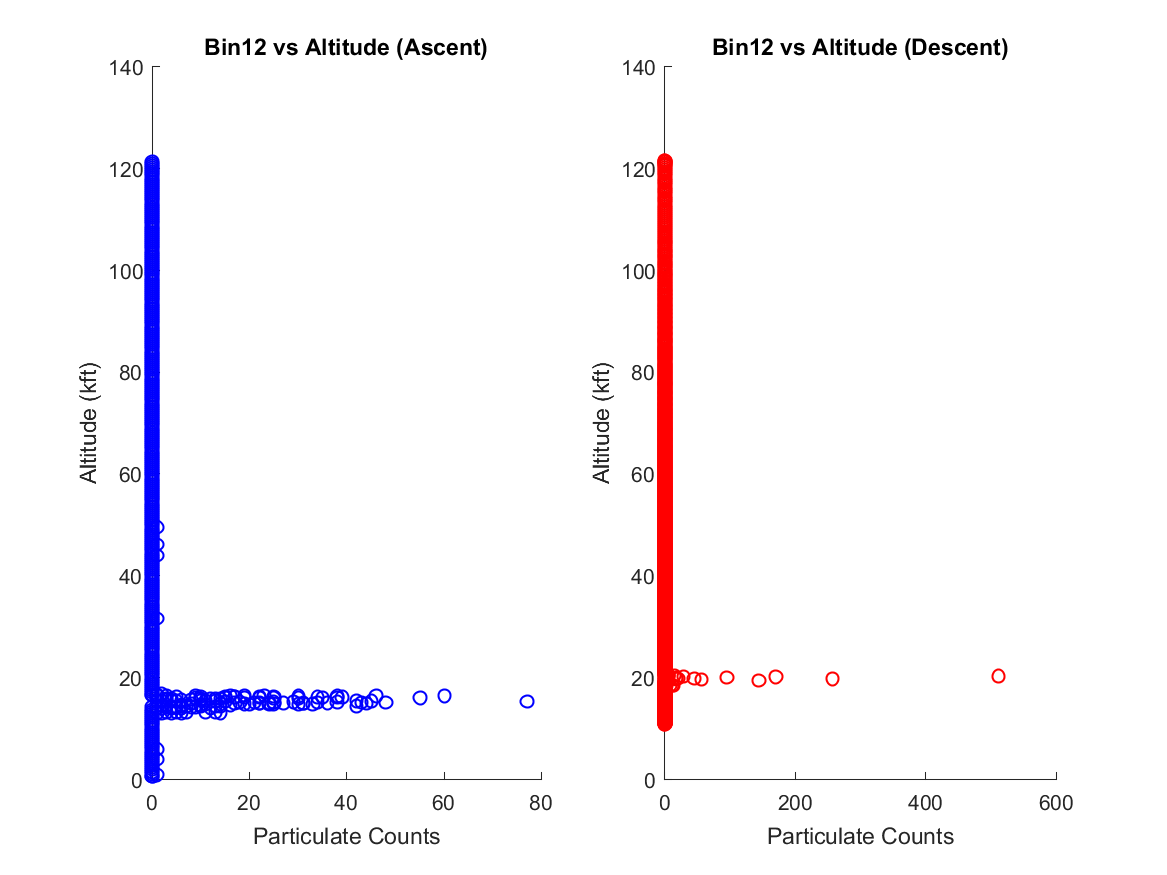 Bin12 vs Altitude (Ascent)
140
120
100
80
60
40
20
0
Altitude (kft)
0 20 40 60 80
Particulate Counts
Bin12 vs Altitude (Descent)
140
120
100
80
60
40
20
0
Altitude (kft)
0 200 400 600
Particulate Counts